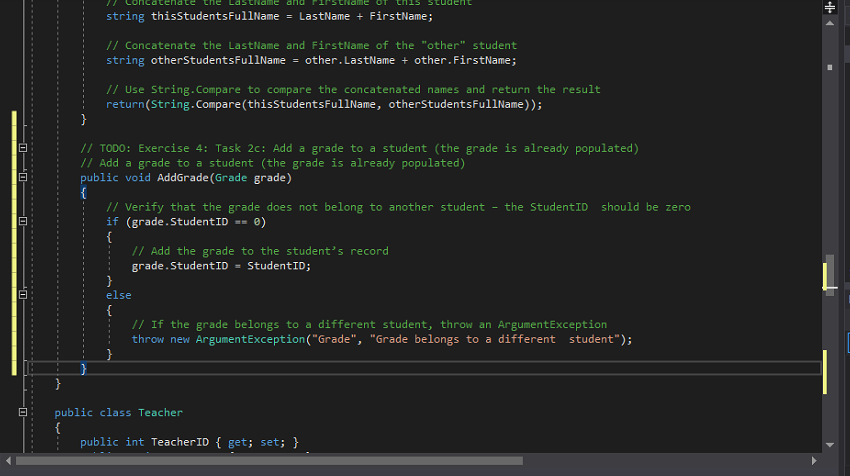 // Concatenate the LastName and FirstName of this student
string thisStudentsFullName = LastName + FirstName;
// Concatenate the LastName and FirstName of the "other" student
string otherStudentsFullName = other.LastName + other.FirstName;
// Use String.Compare to compare the concatenated names and return the result
return(String.Compare(thisStudentsFullName, otherStudentsFullName));
}
// TODO: Exercise 4: Task 2c: Add a grade to a student (the grade is already populated)
// Add a grade to a student (the grade is already populated)
public void AddGrade(Grade grade)
{
// Verify that the grade does not belong to another student – the StudentID  should be zero
if (grade.StudentID == 0)
{
// Add the grade to the student’s record
grade.StudentID = StudentID;
}
else
{
// If the grade belongs to a different student, throw an ArgumentException
throw new ArgumentException("Grade", "Grade belongs to a different  student");
}
}
}
public class Teacher
{
public int TeacherID { get; set; }